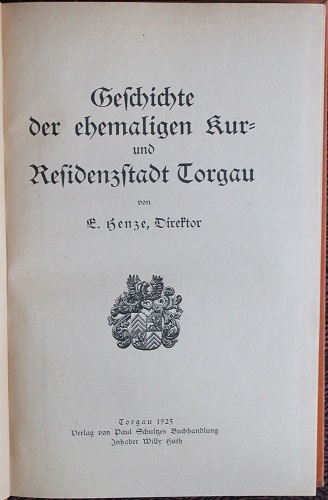 Geschichte
der ehemaligen Kur-
und
Residenzstadt Torgau
von
E. Henze, Direktor
Torgau 1925
Verlag von Paul Schultzes Buchhandlung
Inhaber Willy Huth